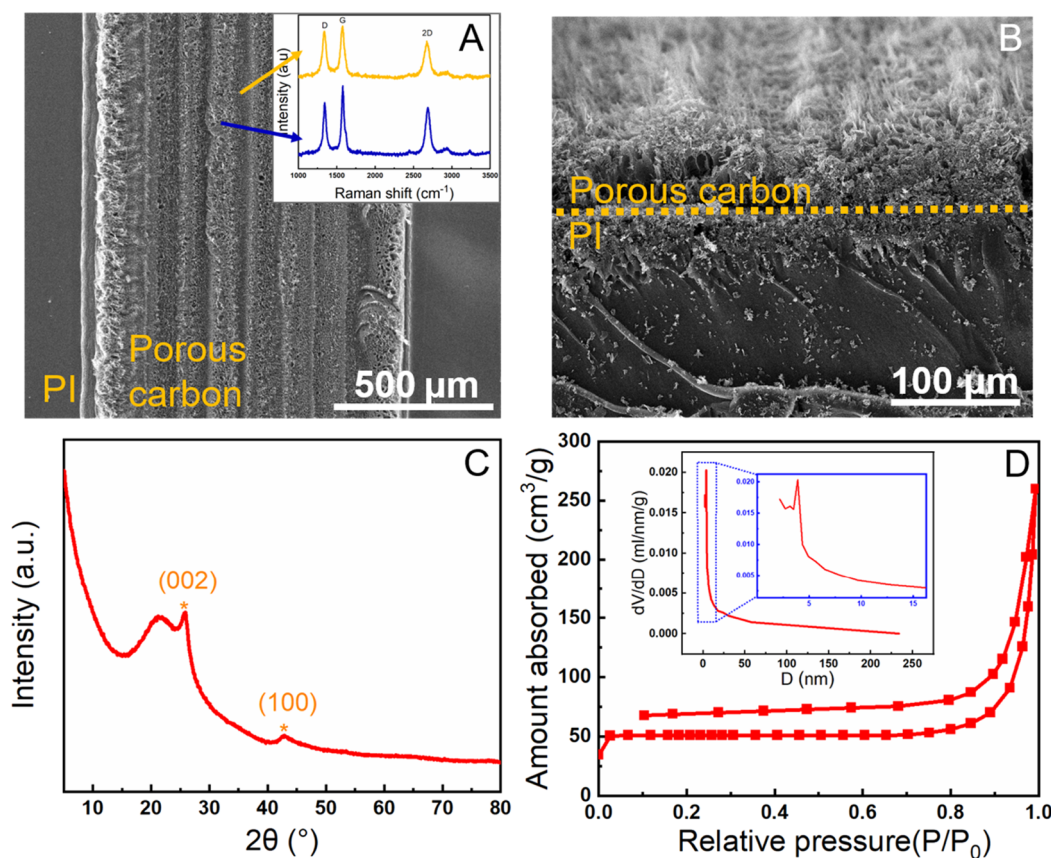 A
D
G
2D
Intensity (a.u)
1000 1500 2000 2500 3000 3500
Raman shift (cm⁻¹)
PI
Porous
carbon
500 μm
B
Porous carbon
PI
100 μm
C
Intensity (a.u.)
(002)
*
(100)
*
10 20 30 40 50 60 70 80
2θ (°)
D
Amount absorbed (cm³/g)
300
250
200
150
100
50
0
0.0 0.2 0.4 0.6 0.8 1.0
Relative pressure(P/P₀)
dV/dD (ml/nm/g)
0.020
0.015
0.010
0.005
0.000
0 50 100 150 200 250
D (nm)
0.020
0.015
0.010
0.005
5 10 15